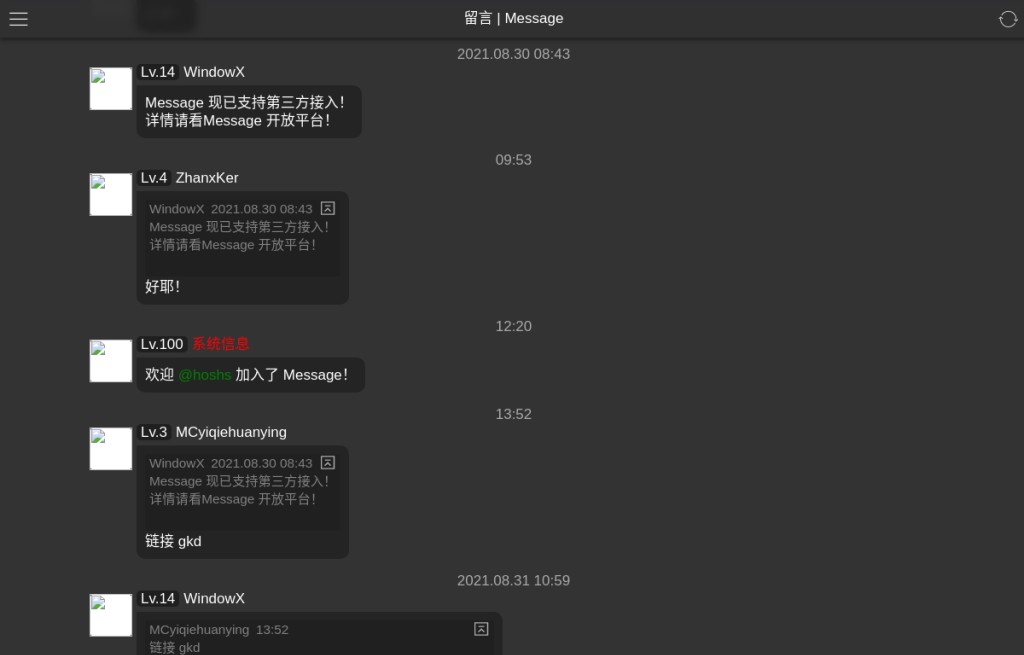 留言 | Message
2021.08.30 08:43
Lv.14 WindowX
Message 现已支持第三方接入！
详情请看Message 开放平台！
09:53
Lv.4 ZhanxKer
WindowX 2021.08.30 08:43
Message 现已支持第三方接入！
详情请看Message 开放平台！
好耶！
12:20
Lv.100 系统信息
欢迎 @hoshs 加入了 Message！
13:52
Lv.3 MCyiqiehuanying
WindowX 2021.08.30 08:43
Message 现已支持第三方接入！
详情请看Message 开放平台！
链接 gkd
2021.08.31 10:59
Lv.14 WindowX
MCyiqiehuanying 13:52
链接 gkd